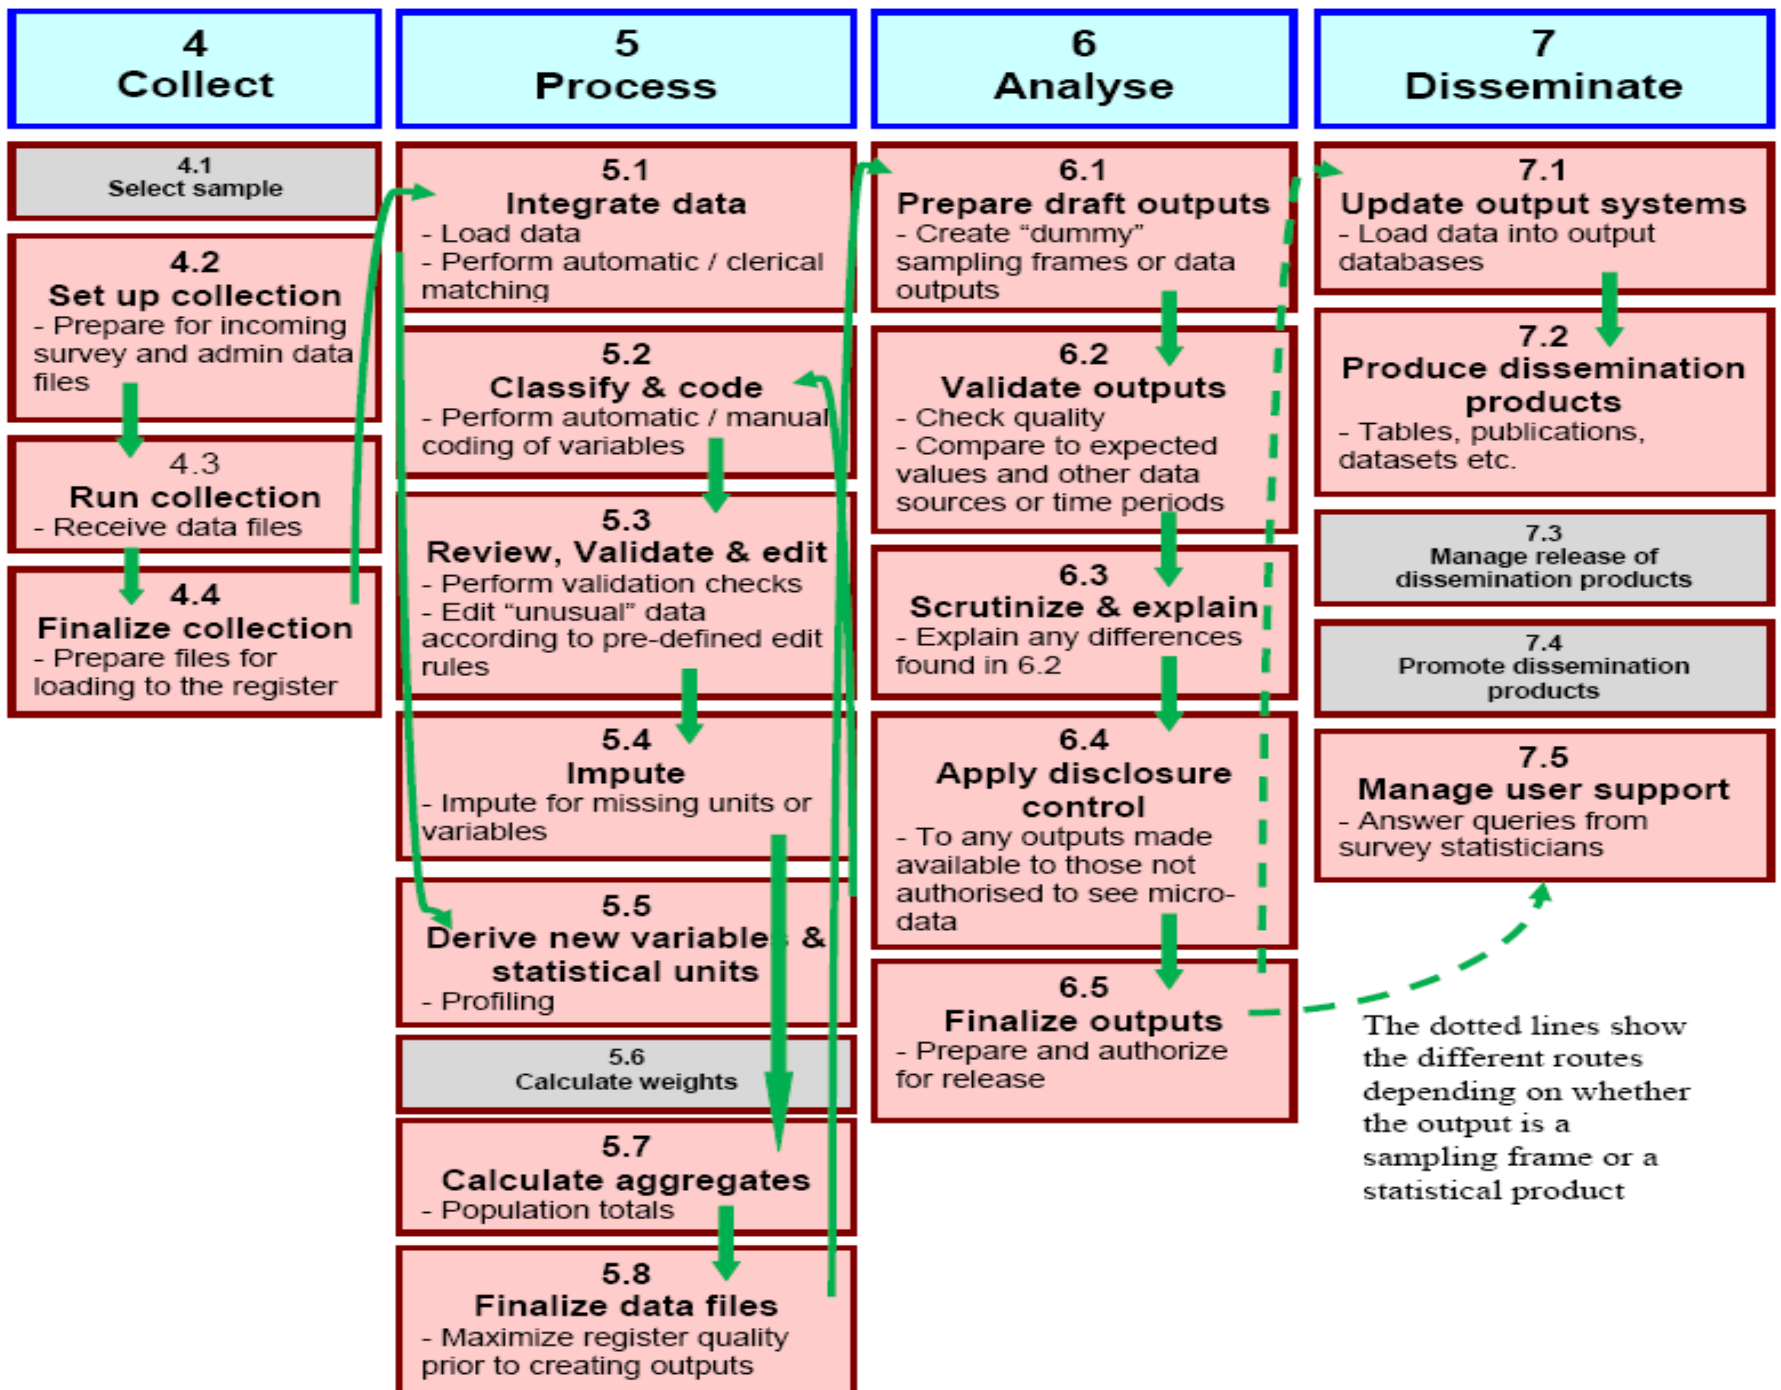 4
Collect
4.1
Select sample
4.2
Set up collection
- Prepare for incoming
survey and admin data
files
4.3
Run collection
- Receive data files
4.4
Finalize collection
- Prepare files for
loading to the register
5
Process
5.1
Integrate data
- Load data
- Perform automatic / clerical
matching
5.2
Classify & code
- Perform automatic / manual
coding of variables
5.3
Review, Validate & edit
- Perform validation checks
- Edit “unusual” data
according to pre-defined edit
rules
5.4
Impute
- Impute for missing units or
variables
5.5
Derive new variables &
statistical units
- Profiling
5.6
Calculate weights
5.7
Calculate aggregates
- Population totals
5.8
Finalize data files
- Maximize register quality
prior to creating outputs
6
Analyse
6.1
Prepare draft outputs
- Create “dummy”
sampling frames or data
outputs
6.2
Validate outputs
- Check quality
- Compare to expected
values and other data
sources or time periods
6.3
Scrutinize & explain
- Explain any differences
found in 6.2
6.4
Apply disclosure
control
- To any outputs made
available to those not
authorised to see micro-
data
6.5
Finalize outputs
- Prepare and authorize
for release
7
Disseminate
7.1
Update output systems
- Load data into output
databases
7.2
Produce dissemination
products
- Tables, publications,
datasets etc.
7.3
Manage release of
dissemination products
7.4
Promote dissemination
products
7.5
Manage user support
- Answer queries from
survey statisticians
The dotted lines show
the different routes
depending on whether
the output is a
sampling frame or a
statistical product